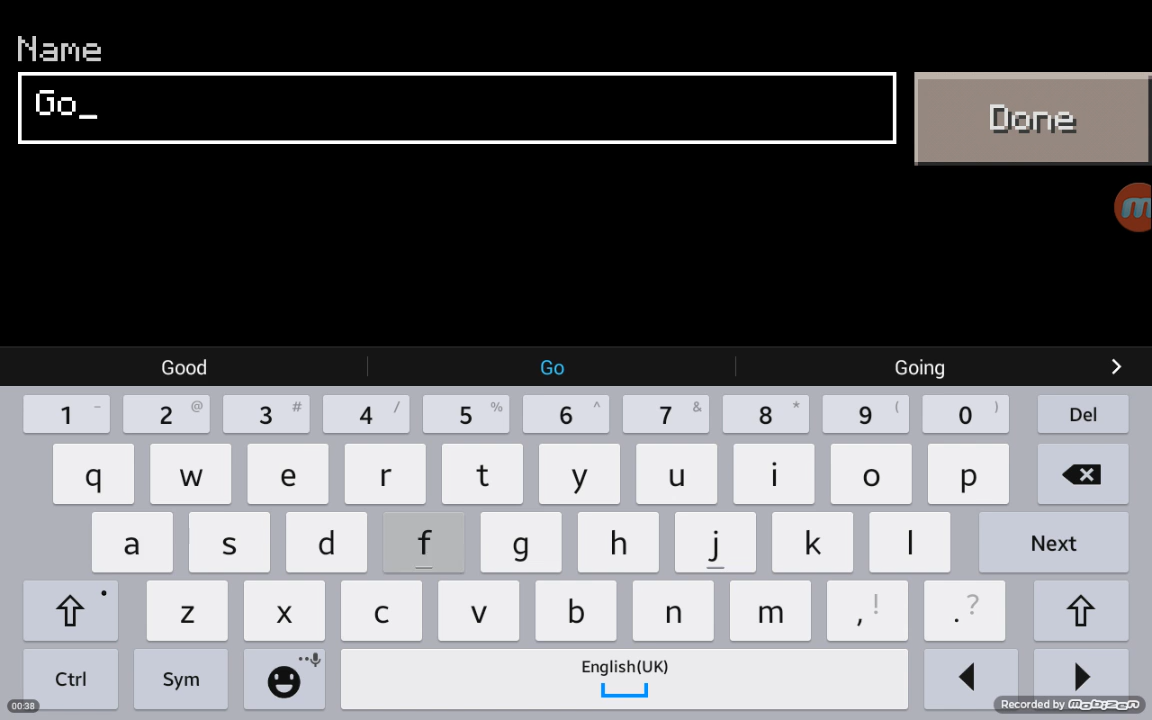 Name
Go_
Done
Good Go Going
1 - 2 @ 3 # 4 / 5 % 6 ^ 7 & 8 * 9 ( 0 ) Del
q w e r t y u i o p
a s d f g h j k l Next
z x c v b n m , ! . ?
Ctrl Sym English(UK)
00:38 Recorded by mobizen